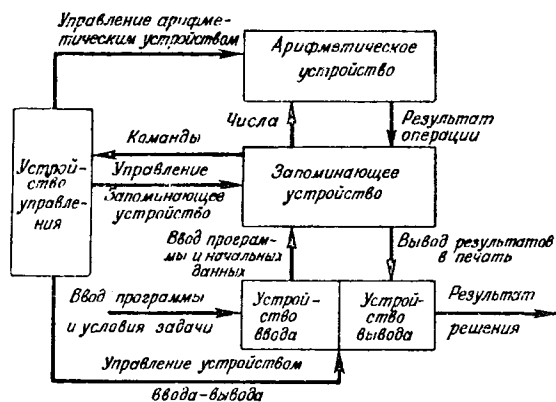 Управление арифме-
тическим устройством
Арифметическое
устройство
Числа
Результат
операции
Команды
Устрой-
ство
управле-
ния
Управление
Запоминающее
устройство
Запоминающее
устройство
Ввод програм-
мы и начальных
данных
Вывод результатов
в печать
Ввод программы
и условия задачи
Устрой-
ство
ввода
Устрой-
ство
вывода
Результат
решения
Управление устройством
ввода-вывода